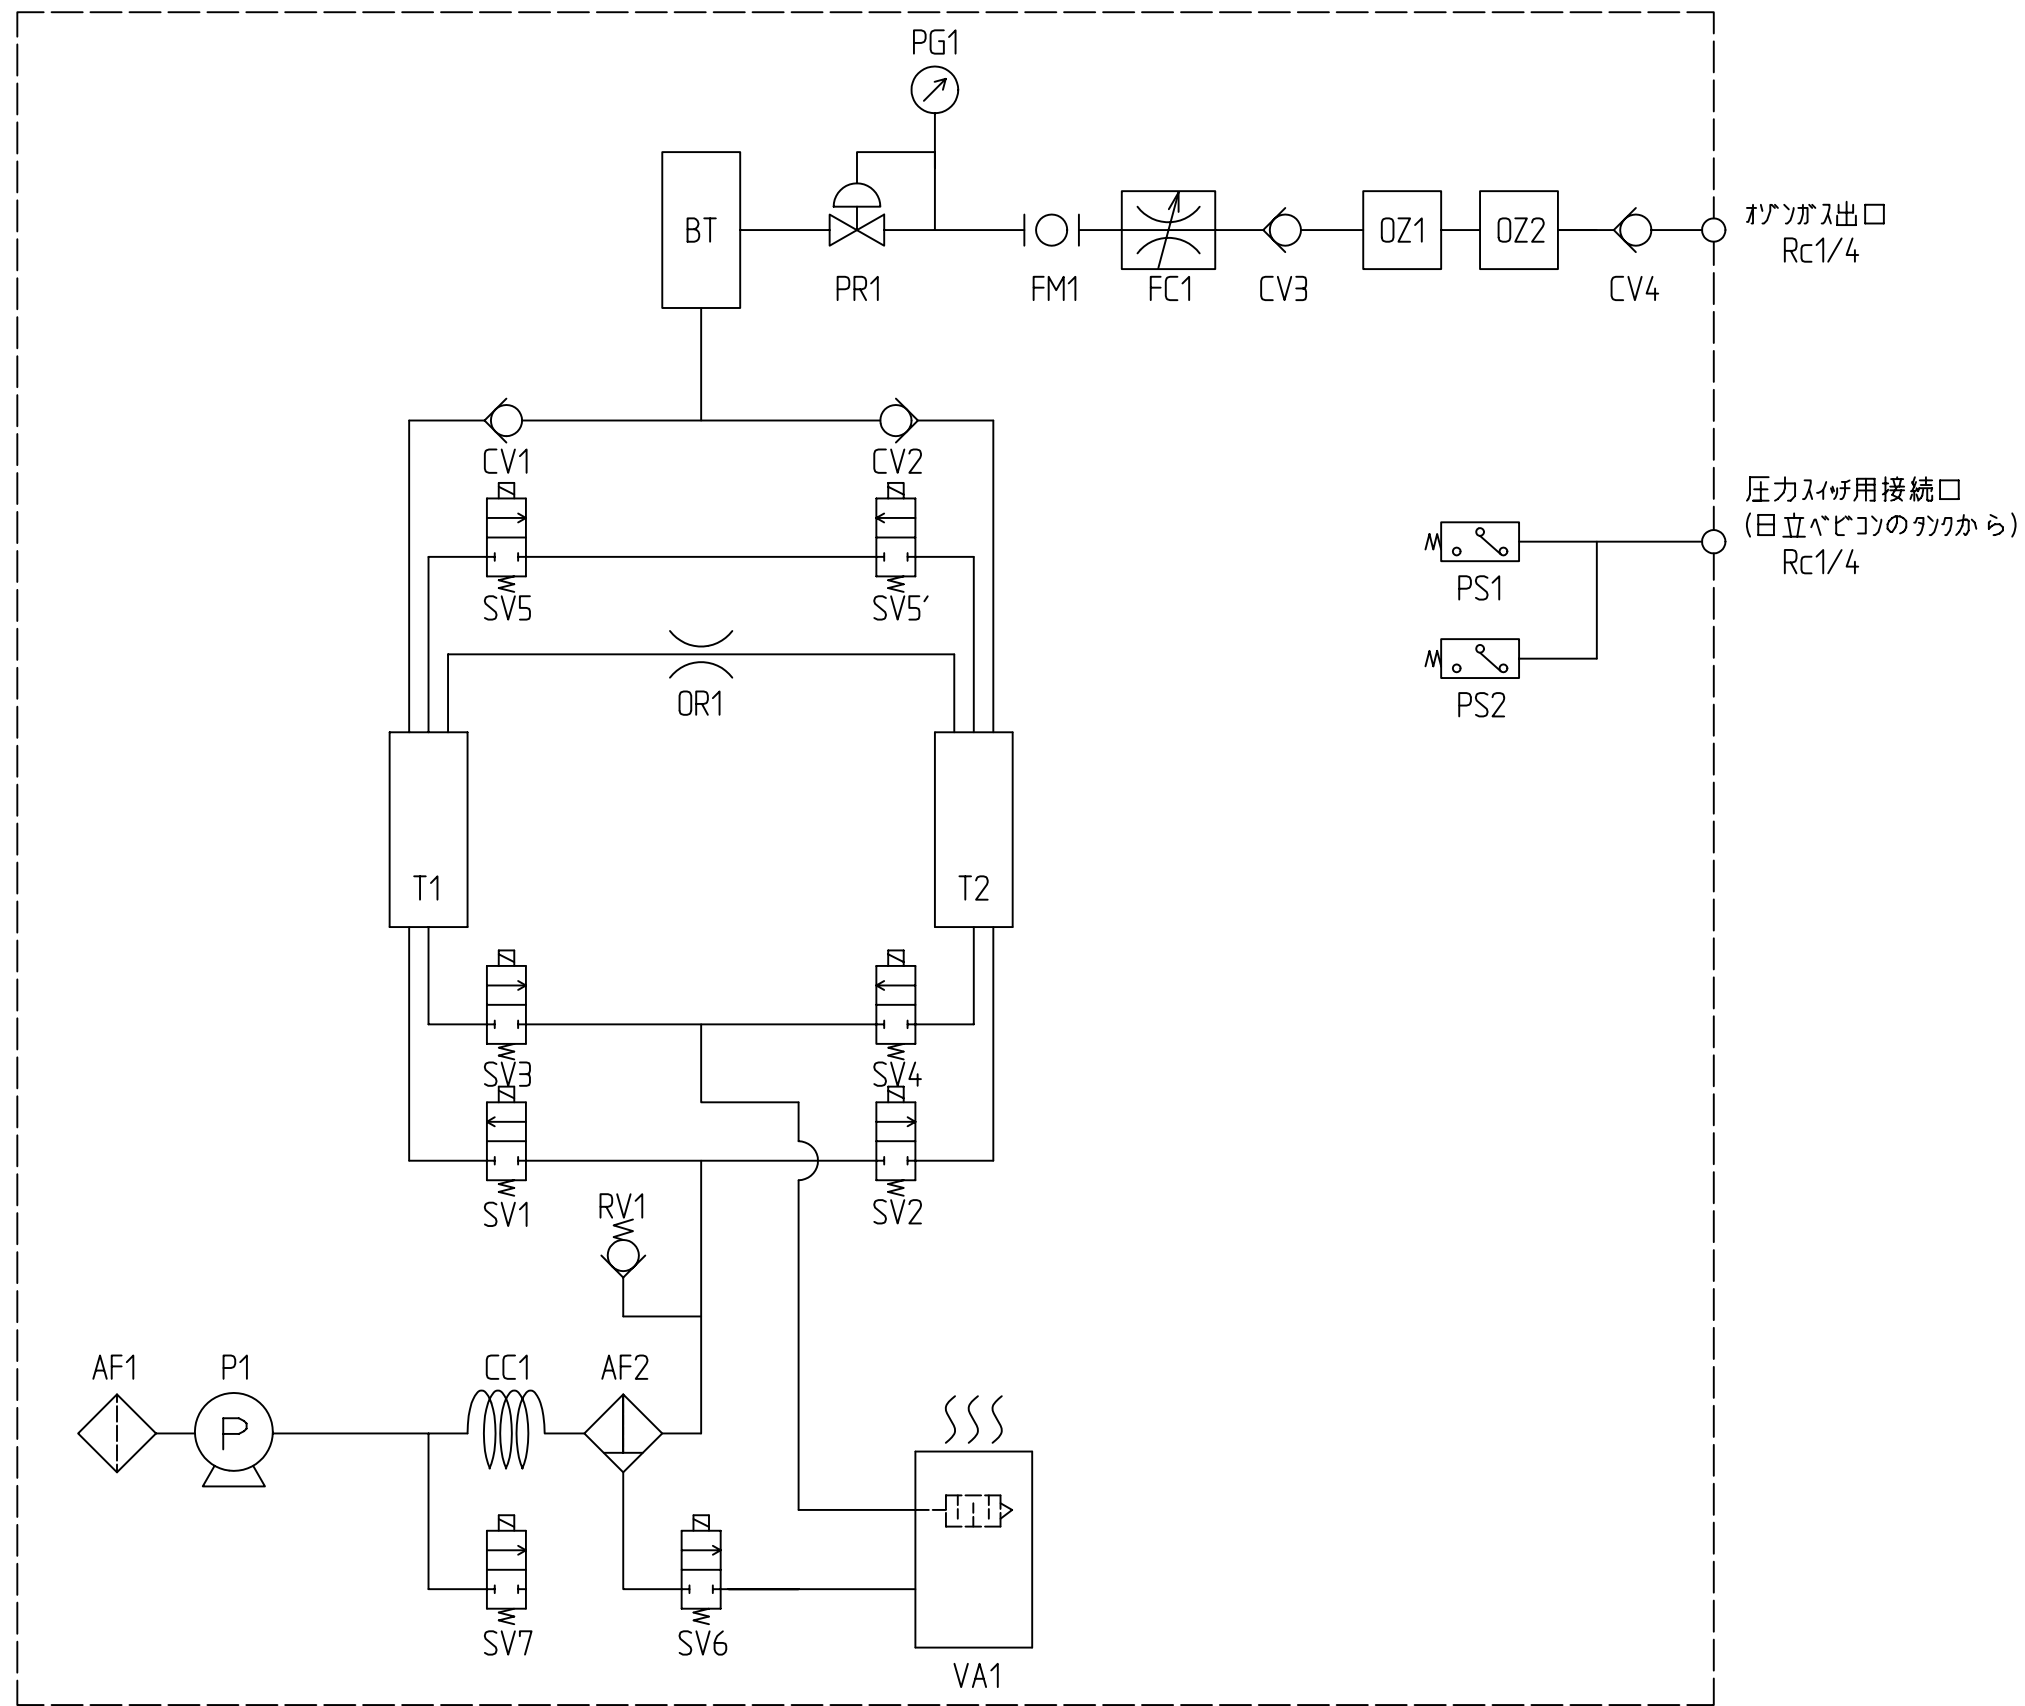 PG1
BT
OZ1
OZ2
オゾンガス出口
Rc1/4
PR1
FM1
FC1
CV3
CV4
CV1
CV2
圧力スイッチ用接続口
(日立ベビコンのタンクから)
Rc1/4
PS1
SV5
SV5'
OR1
PS2
T1
T2
SV3
SV4
SV1
SV2
RV1
AF1
P1
CC1
AF2
P
SV7
SV6
VA1